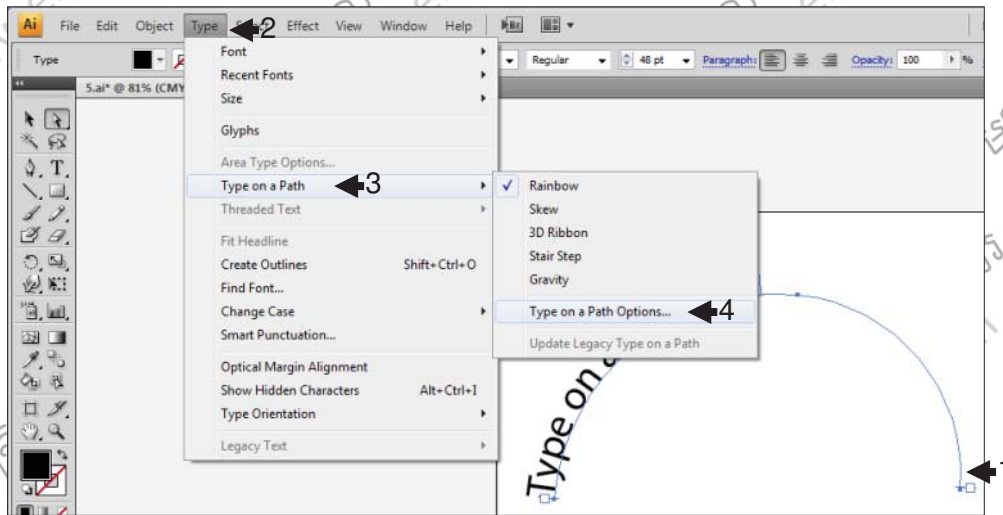 Ai File Edit Object Type 2 Effect View Window Help Br
Type Regular 48 pt Paragraph: Opacity: 100 %
5.ai* @ 81% (CMY
Font
Recent Fonts
Size
Glyphs
Area Type Options...
Type on a Path 3
Threaded Text
Fit Headline
Create Outlines Shift+Ctrl+O
Find Font...
Change Case
Smart Punctuation...
Optical Margin Alignment
Show Hidden Characters Alt+Ctrl+I
Type Orientation
Legacy Text
Rainbow
Skew
3D Ribbon
Stair Step
Gravity
Type on a Path Options... 4
Update Legacy Type on a Path
Type on a